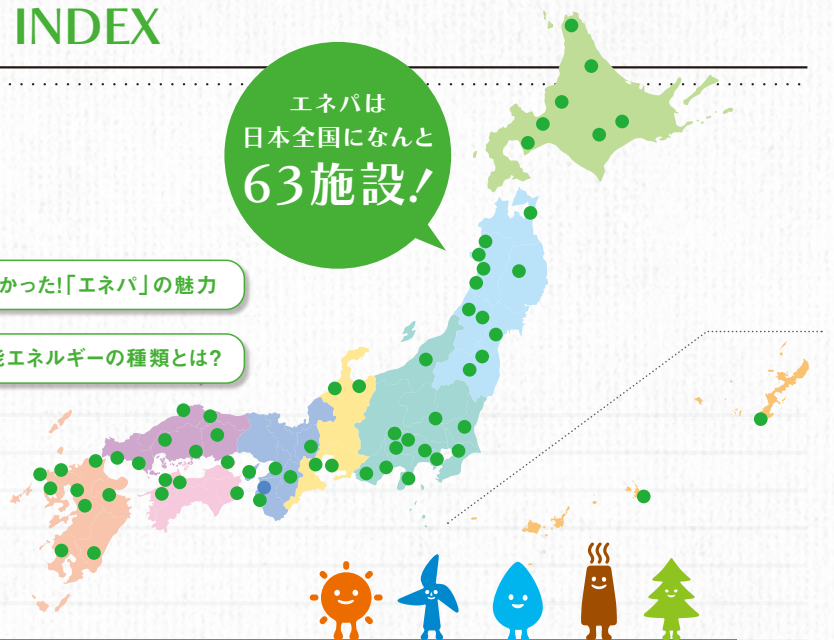 INDEX
エネパは
日本全国になんと
63施設!
かった!「エネパ」の魅力
エネルギーの種類とは?